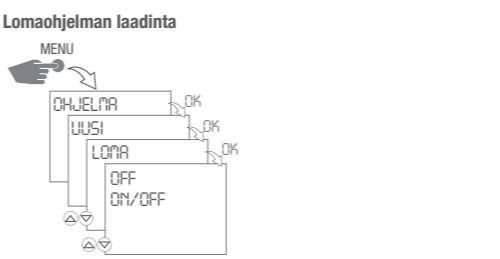 Lomaohjelman laadinta
MENU
OHJELMA
OK
UUSI
OK
LOMA
OK
OFF
ON/OFF